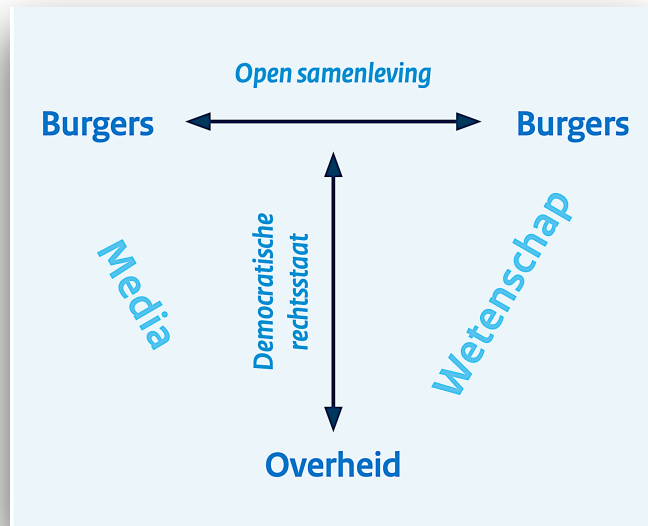 Open samenleving
Burgers
Burgers
Democratische
rechtsstaat
Media
Wetenschap
Overheid